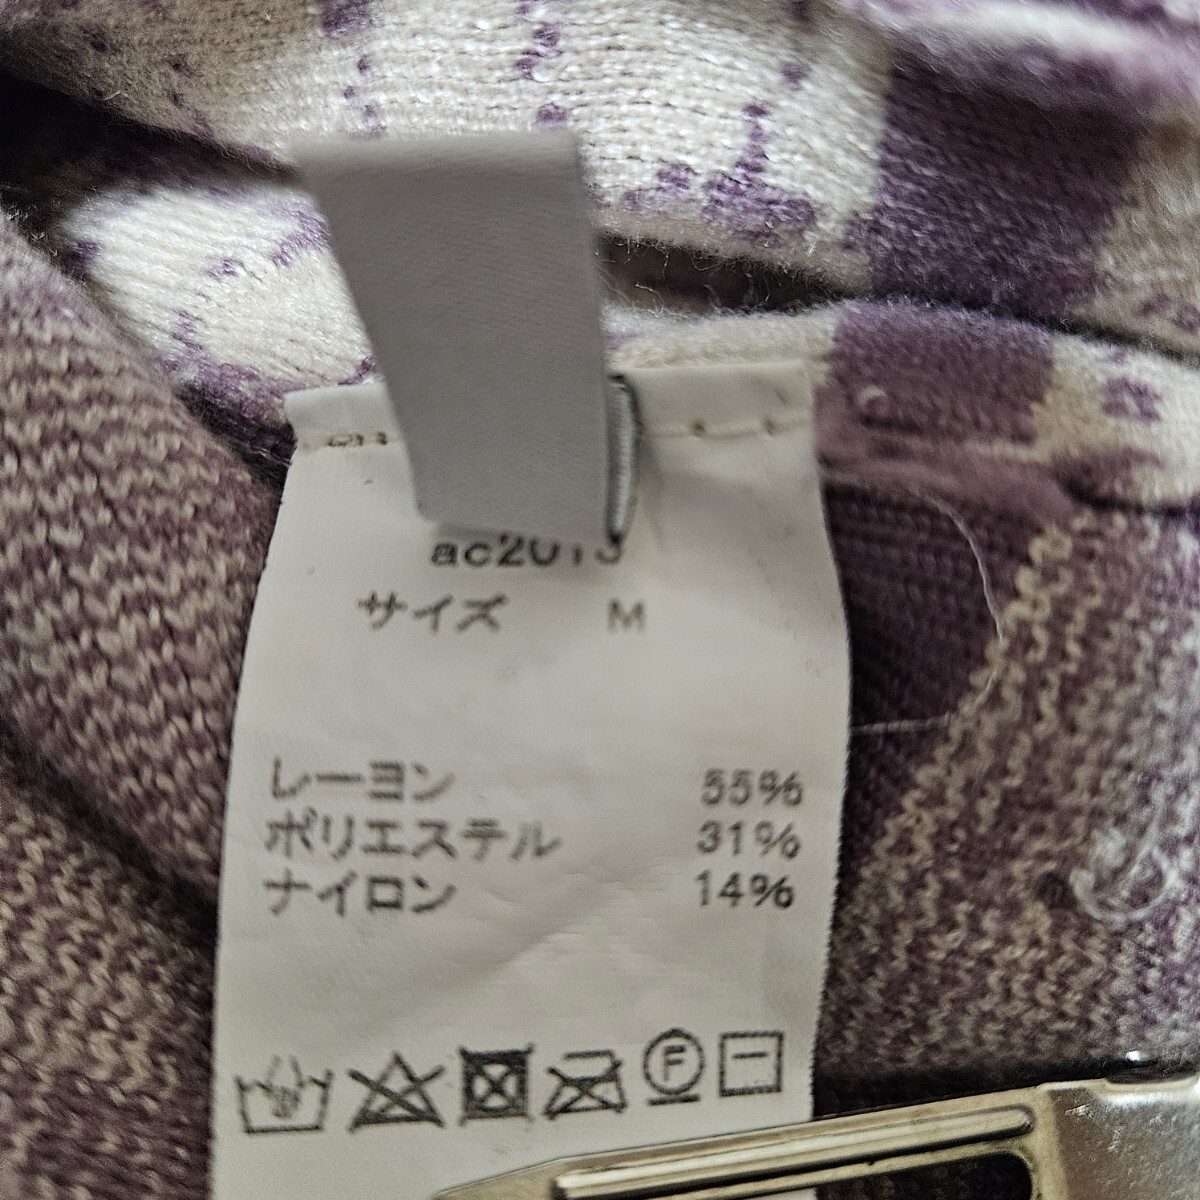 サイズ M
レーヨン 55%
ポリエステル 31%
ナイロン 14%
F